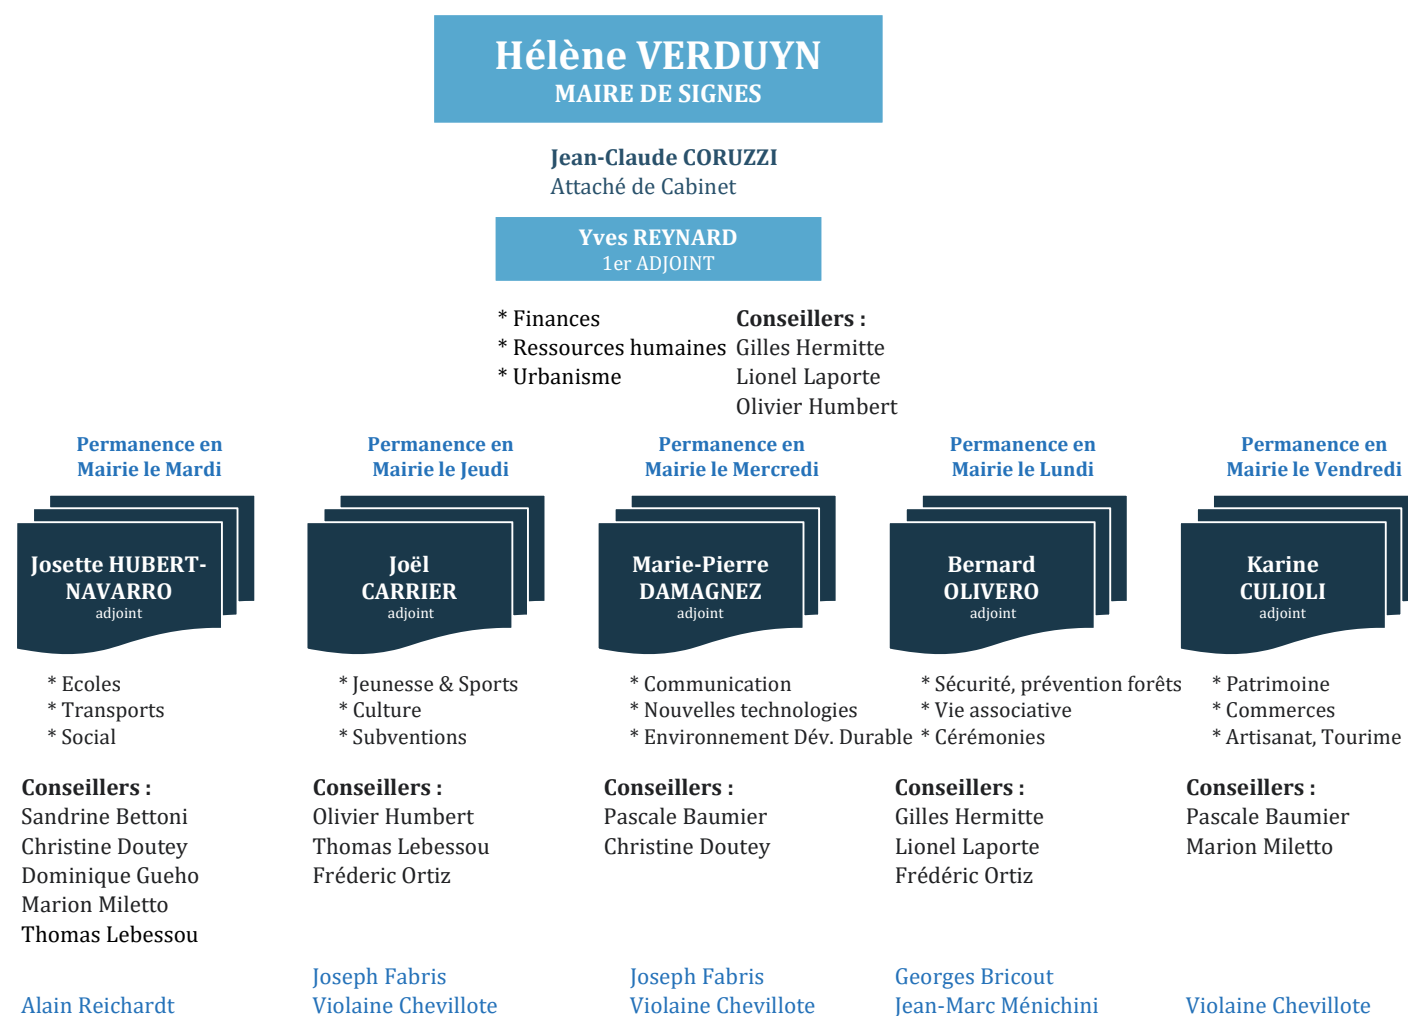 Hélène VERDUYN
MAIRE DE SIGNES
Jean-Claude CORUZZI
Attaché de Cabinet
Yves REYNARD
1er ADJOINT
* Finances
* Ressources humaines
* Urbanisme
Conseillers :
Gilles Hermitte
Lionel Laporte
Olivier Humbert
Permanence en
Mairie le Mardi
Josette HUBERT-
NAVARRO
adjoint
* Ecoles
* Transports
* Social
Conseillers :
Sandrine Bettoni
Christine Doutey
Dominique Gueho
Marion Miletto
Thomas Lebessou
Alain Reichardt
Permanence en
Mairie le Jeudi
Joël
CARRIER
adjoint
* Jeunesse & Sports
* Culture
* Subventions
Conseillers :
Olivier Humbert
Thomas Lebessou
Fréderic Ortiz
Joseph Fabris
Violaine Chevillote
Permanence en
Mairie le Mercredi
Marie-Pierre
DAMAGNEZ
adjoint
* Communication
* Nouvelles technologies
* Environnement Dév. Durable
Conseillers :
Pascale Baumier
Christine Doutey
Joseph Fabris
Violaine Chevillote
Permanence en
Mairie le Lundi
Bernard
OLIVERO
adjoint
* Sécurité, prévention forêts
* Vie associative
* Cérémonies
Conseillers :
Gilles Hermitte
Lionel Laporte
Frédéric Ortiz
Georges Bricout
Jean-Marc Ménichini
Permanence en
Mairie le Vendredi
Karine
CULIOLI
adjoint
* Patrimoine
* Commerces
* Artisanat, Tourime
Conseillers :
Pascale Baumier
Marion Miletto
Violaine Chevillote